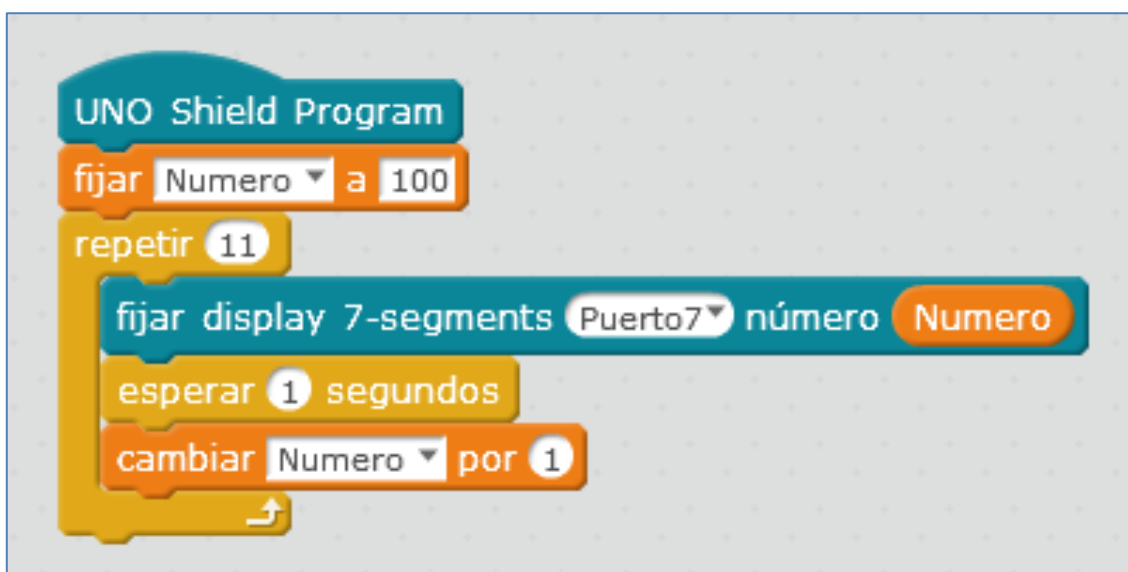 UNO Shield Program
fijar Numero a 100
repetir 11
fijar display 7-segments Puerto7 número Numero
esperar 1 segundos
cambiar Numero por 1